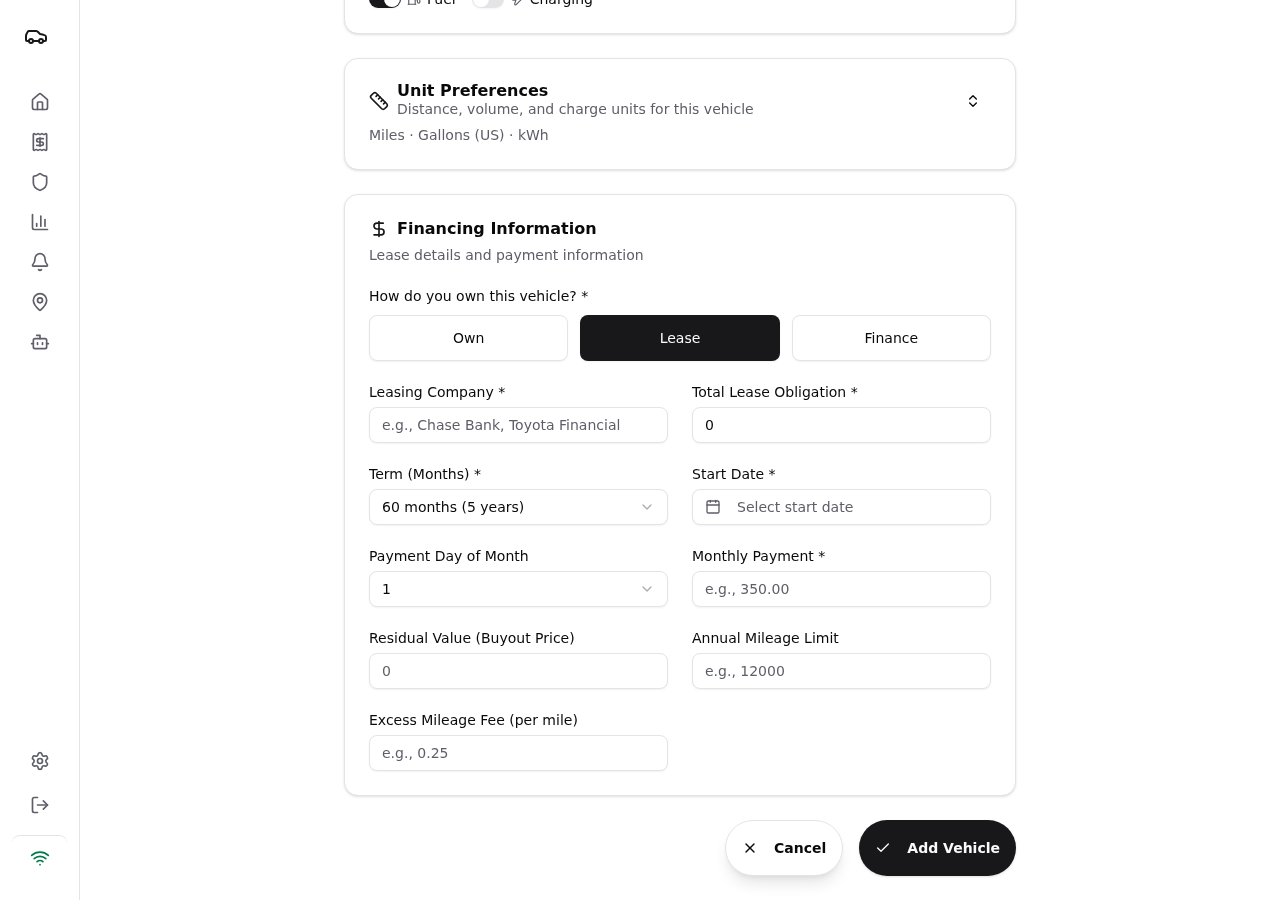 Fuel Charging
Unit Preferences
Distance, volume, and charge units for this vehicle
Miles · Gallons (US) · kWh
Financing Information
Lease details and payment information
How do you own this vehicle? *
Own Lease Finance
Leasing Company * Total Lease Obligation *
e.g., Chase Bank, Toyota Financial 0
Term (Months) * Start Date *
60 months (5 years) Select start date
Payment Day of Month Monthly Payment *
1 e.g., 350.00
Residual Value (Buyout Price) Annual Mileage Limit
0 e.g., 12000
Excess Mileage Fee (per mile)
e.g., 0.25
Cancel Add Vehicle